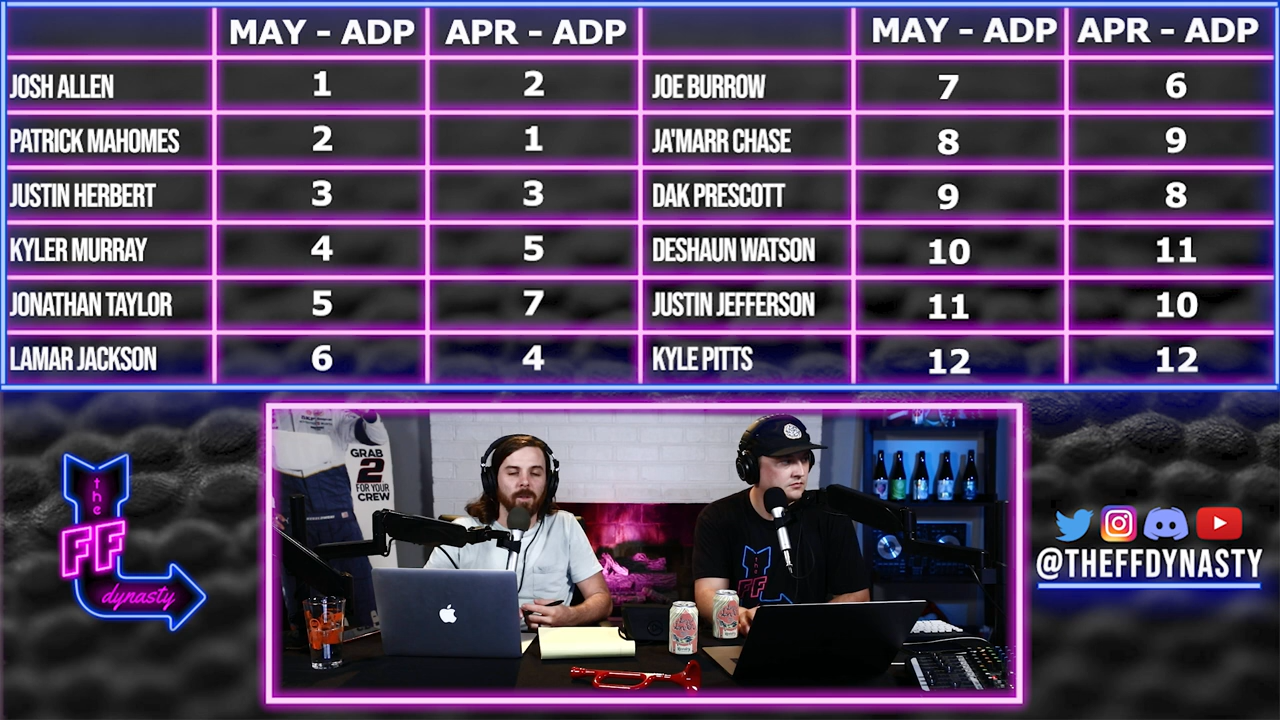 MAY - ADP APR - ADP MAY - ADP APR - ADP
JOSH ALLEN 1 2 JOE BURROW 7 6
PATRICK MAHOMES 2 1 JA'MARR CHASE 8 9
JUSTIN HERBERT 3 3 DAK PRESCOTT 9 8
KYLER MURRAY 4 5 DESHAUN WATSON 10 11
JONATHAN TAYLOR 5 7 JUSTIN JEFFERSON 11 10
LAMAR JACKSON 6 4 KYLE PITTS 12 12
the
FF
dynasty
GRAB
2
FOR YOUR
CREW
the
FF
@THEFFDYNASTY